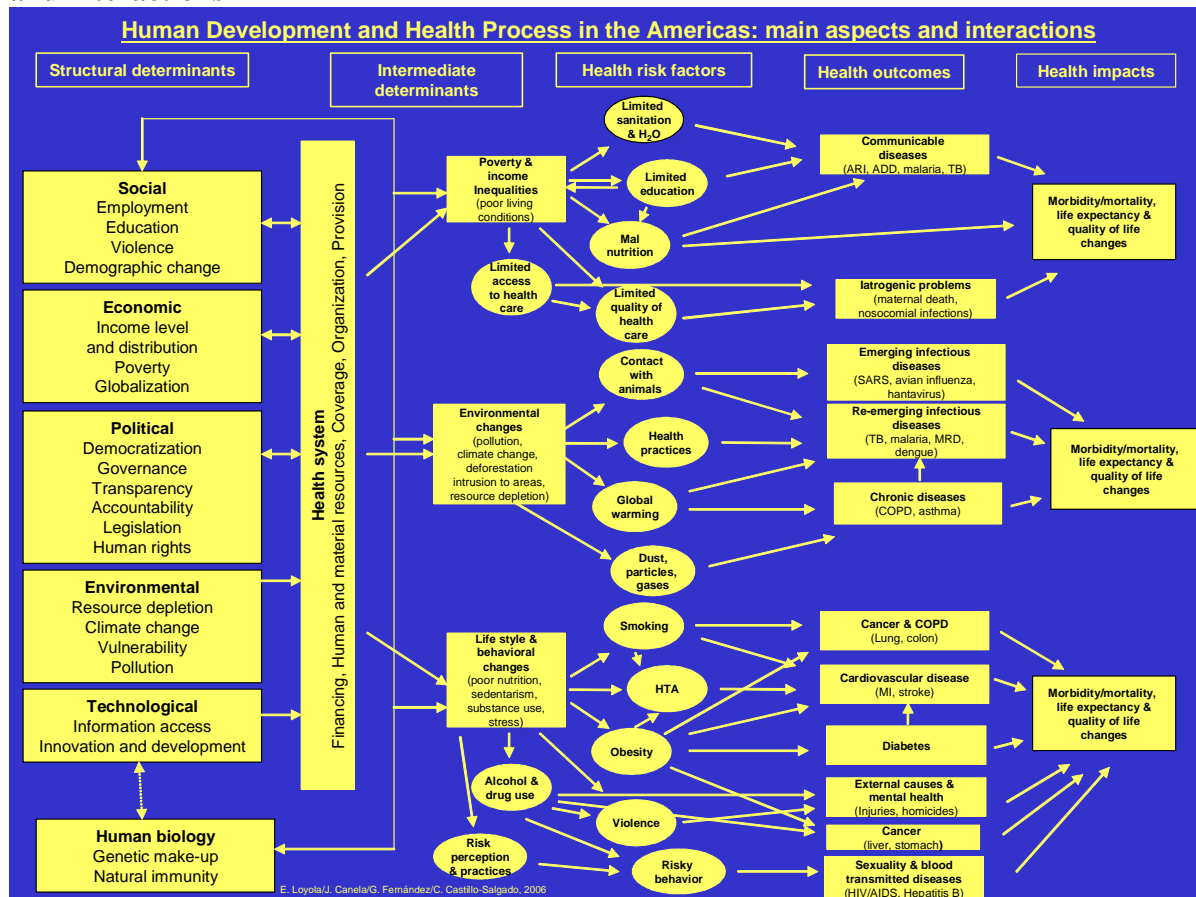 Human Development and Health Process in the Americas: main aspects and interactions
Structural determinants
Intermediate
determinants
Health risk factors
Health outcomes
Health impacts
Social
Employment
Education
Violence
Demographic change
Economic
Income level
and distribution
Poverty
Globalization
Political
Democratization
Governance
Transparency
Accountability
Legislation
Human rights
Environmental
Resource depletion
Climate change
Vulnerability
Pollution
Technological
Information access
Innovation and development
Human biology
Genetic make-up
Natural immunity
Health system
Financing, Human and material resources, Coverage, Organization, Provision
Poverty &
income
Inequalities
(poor living
conditions)
Limited
access
to health
care
Environmental
changes
(pollution,
climate change,
deforestation
intrusion to areas,
resource depletion)
Life style &
behavioral
changes
(poor nutrition,
sedentarism,
substance use,
stress)
Alcohol &
drug use
Risk
perception
& practices
Limited
sanitation
& H2O
Limited
education
Mal
nutrition
Limited
quality of
health
care
Contact
with
animals
Health
practices
Global
warming
Dust,
particles,
gases
Smoking
HTA
Obesity
Violence
Risky
behavior
Communicable
diseases
(ARI, ADD, malaria, TB)
Iatrogenic problems
(maternal death,
nosocomial infections)
Emerging infectious
diseases
(SARS, avian influenza,
hantavirus)
Re-emerging infectious
diseases
(TB, malaria, MRD,
dengue)
Chronic diseases
(COPD, asthma)
Cancer & COPD
(Lung, colon)
Cardiovascular disease
(MI, stroke)
Diabetes
External causes &
mental health
(Injuries, homicides)
Cancer
(liver, stomach)
Sexuality & blood
transmitted diseases
(HIV/AIDS, Hepatitis B)
Morbidity/mortality,
life expectancy &
quality of life
changes
Morbidity/mortality,
life expectancy &
quality of life
changes
Morbidity/mortality,
life expectancy &
quality of life
changes
E. Loyola/J. Canela/G. Fernández/C. Castillo-Salgado, 2006